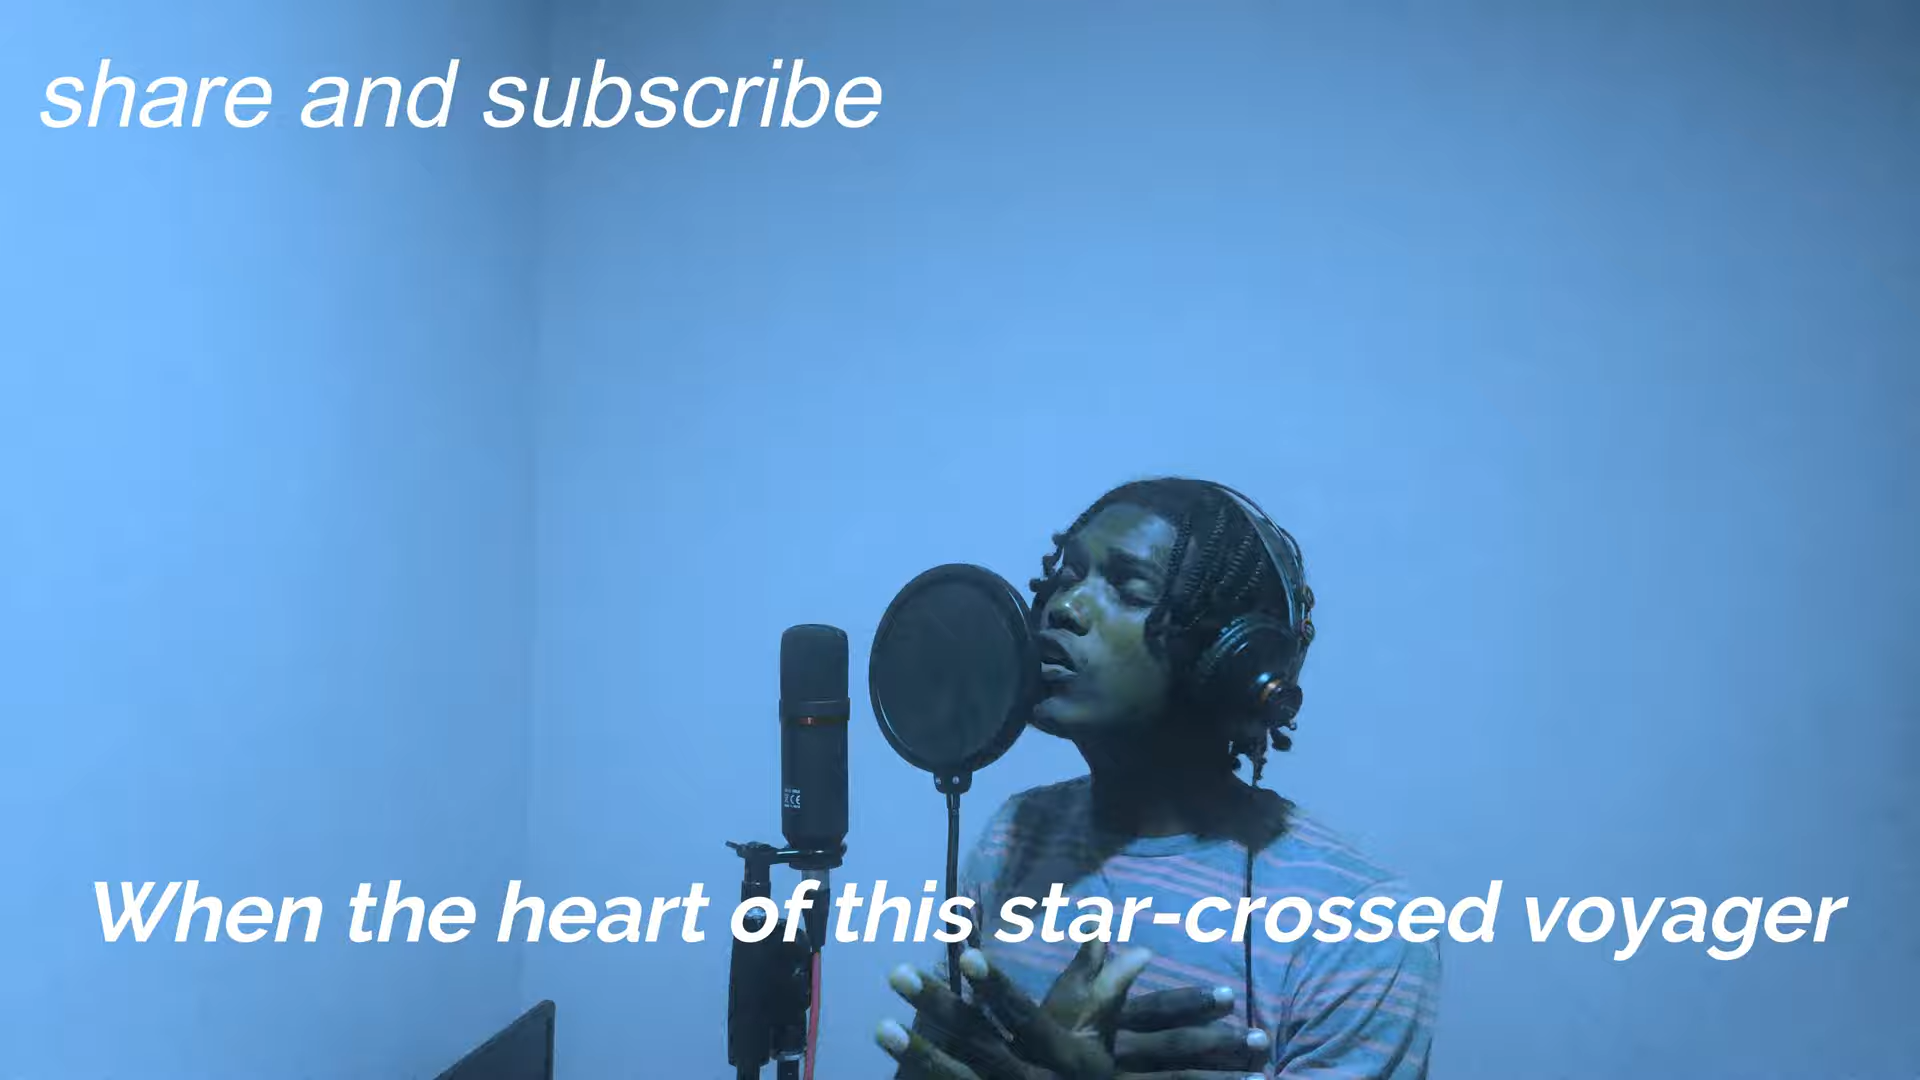 share and subscribe
When the heart of this star-crossed voyager